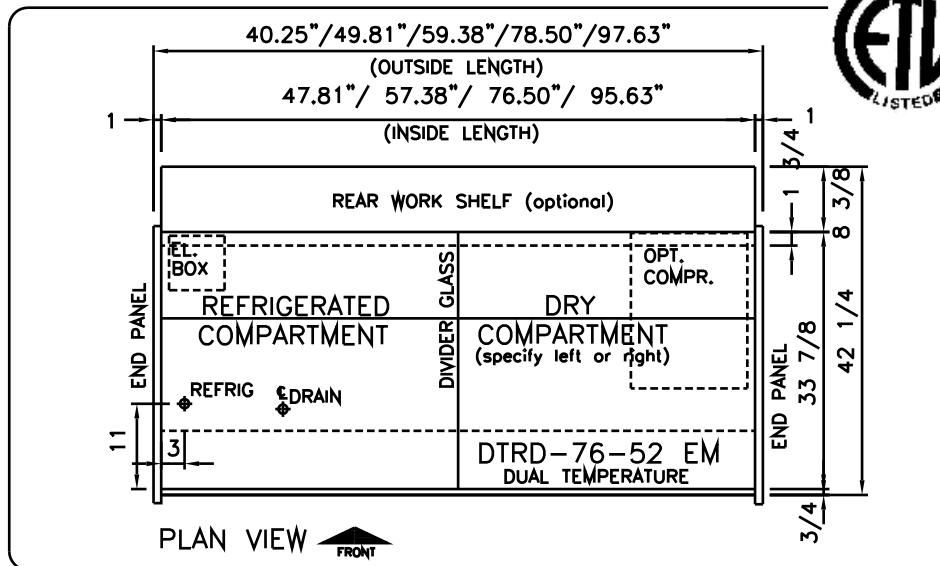 40.25"/49.81"/59.38"/78.50"/97.63"
(OUTSIDE LENGTH)
47.81"/ 57.38"/ 76.50"/ 95.63"
(INSIDE LENGTH)
1
1
ETL
LISTED
REAR WORK SHELF (optional)
1 3/4
8 3/8
EL.
BOX
OPT.
COMPR.
END PANEL
REFRIGERATED
COMPARTMENT
DIVIDER GLASS
DRY
COMPARTMENT
(specify left or right)
END PANEL
33 7/8
42 1/4
REFRIG
℄ DRAIN
11
3
DTRD-76-52 EM
DUAL TEMPERATURE
3/4
PLAN VIEW
FRONT